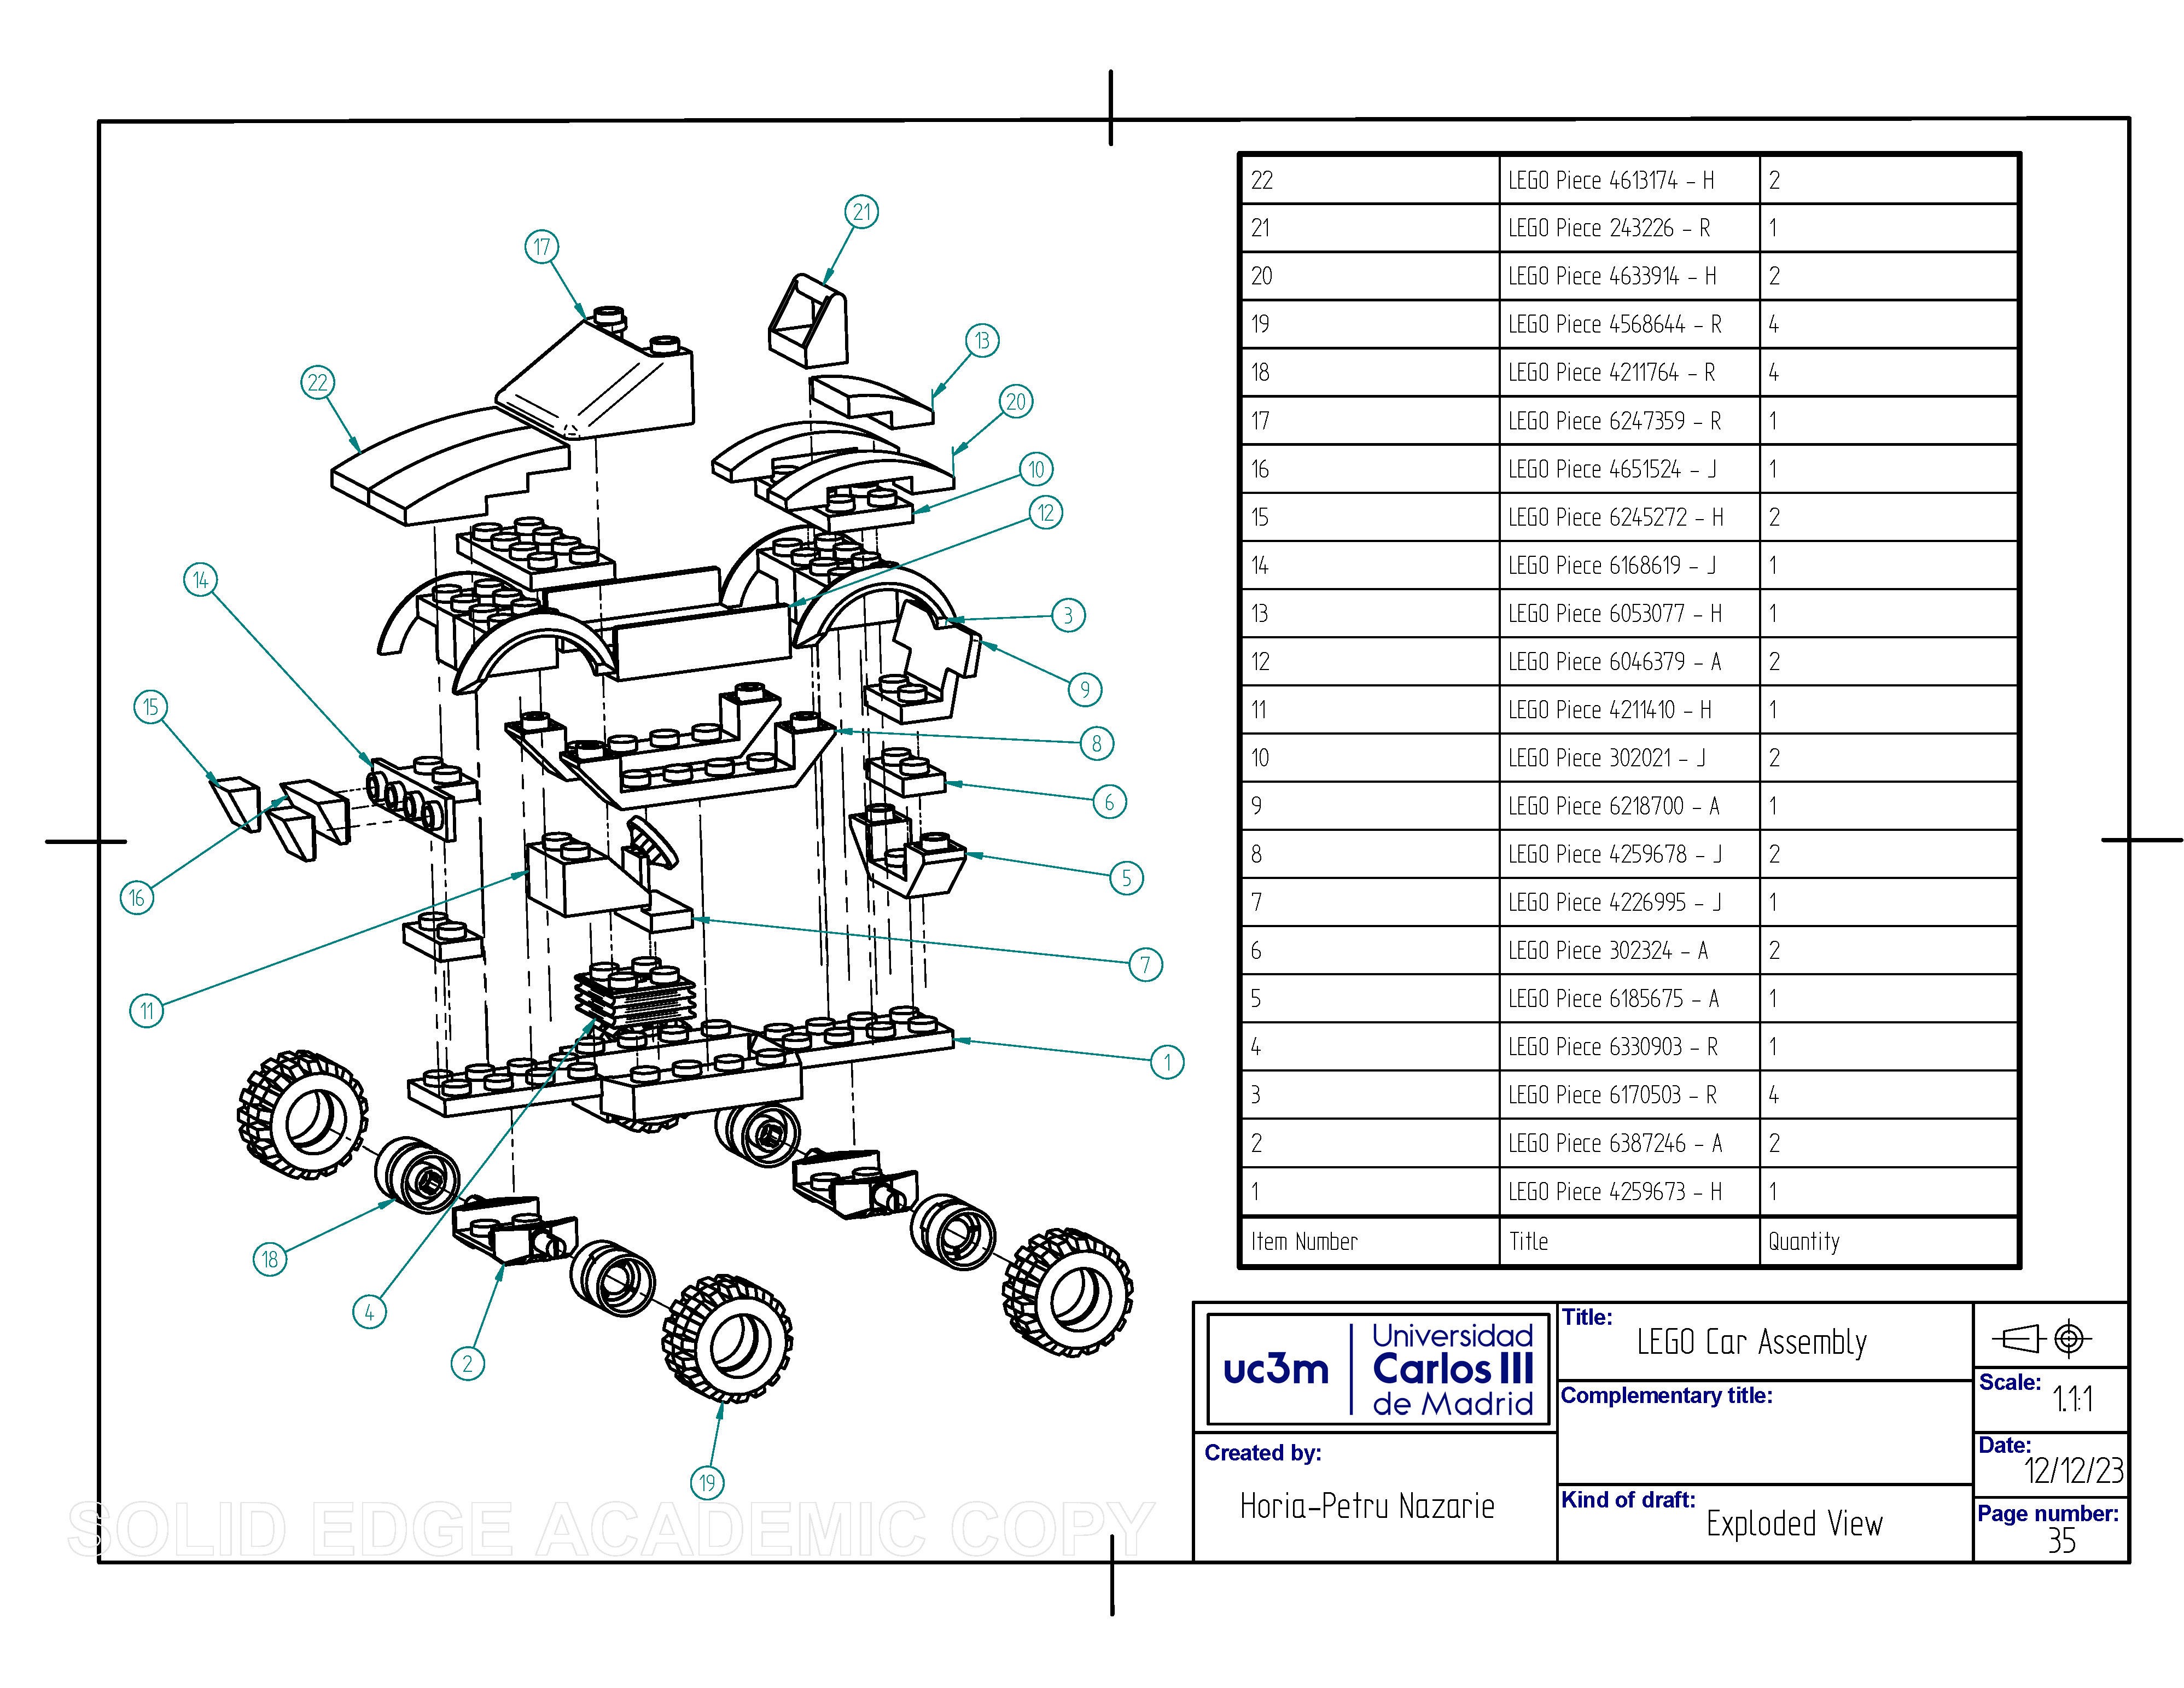 21
17
13
22
20
10
12
14
3
9
15
8
6
5
16
7
11
1
18
4
2
19
22 LEGO Piece 4613174 - H 2
21 LEGO Piece 243226 - R 1
20 LEGO Piece 4633914 - H 2
19 LEGO Piece 4568644 - R 4
18 LEGO Piece 4211764 - R 4
17 LEGO Piece 6247359 - R 1
16 LEGO Piece 4651524 - J 1
15 LEGO Piece 6245272 - H 2
14 LEGO Piece 6168619 - J 1
13 LEGO Piece 6053077 - H 1
12 LEGO Piece 6046379 - A 2
11 LEGO Piece 4211410 - H 1
10 LEGO Piece 302021 - J 2
9 LEGO Piece 6218700 - A 1
8 LEGO Piece 4259678 - J 2
7 LEGO Piece 4226995 - J 1
6 LEGO Piece 302324 - A 2
5 LEGO Piece 6185675 - A 1
4 LEGO Piece 6330903 - R 1
3 LEGO Piece 6170503 - R 4
2 LEGO Piece 6387246 - A 2
1 LEGO Piece 4259673 - H 1
Item Number Title Quantity
uc3m
Universidad
Carlos III
de Madrid
Created by:
Horia-Petru Nazarie
Title:
LEGO Car Assembly
Complementary title:
Kind of draft:
Exploded View
Scale:
1.1:1
Date:
12/12/23
Page number:
35
SOLID EDGE ACADEMIC COPY